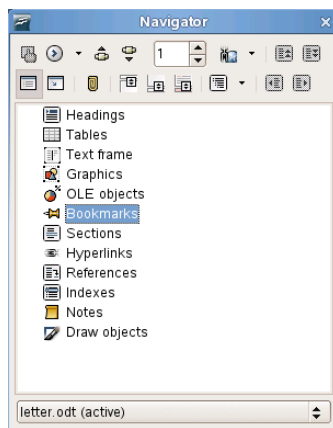 Navigator
1
Headings
Tables
Text frame
Graphics
OLE objects
Bookmarks
Sections
Hyperlinks
References
Indexes
Notes
Draw objects
letter.odt (active)